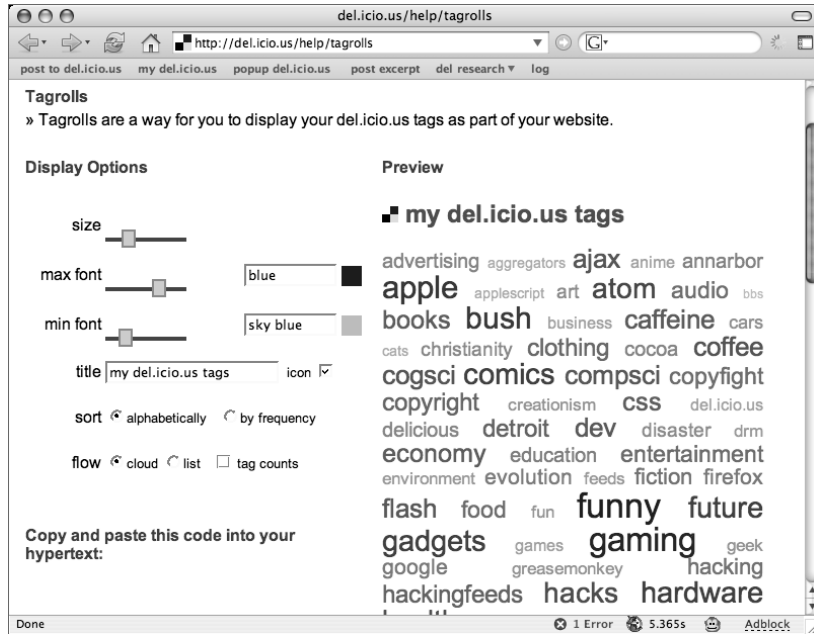 del.icio.us/help/tagrolls
http://del.icio.us/help/tagrolls
G
post to del.icio.us my del.icio.us popup del.icio.us post excerpt del research ▾ log
Tagrolls
» Tagrolls are a way for you to display your del.icio.us tags as part of your website.
Display Options
size
max font blue
min font sky blue
title my del.icio.us tags icon
sort alphabetically by frequency
flow cloud list tag counts
Copy and paste this code into your
hypertext:
Preview
my del.icio.us tags
advertising aggregators ajax anime annarbor
apple applescript art atom audio bbs
books bush business caffeine cars
cats christianity clothing cocoa coffee
cogsci comics compsci copyfight
copyright creationism css del.icio.us
delicious detroit dev disaster drm
economy education entertainment
environment evolution feeds fiction firefox
flash food fun funny future
gadgets games gaming geek
google greasemonkey hacking
hackingfeeds hacks hardware
Done 1 Error 5.365s Adblock